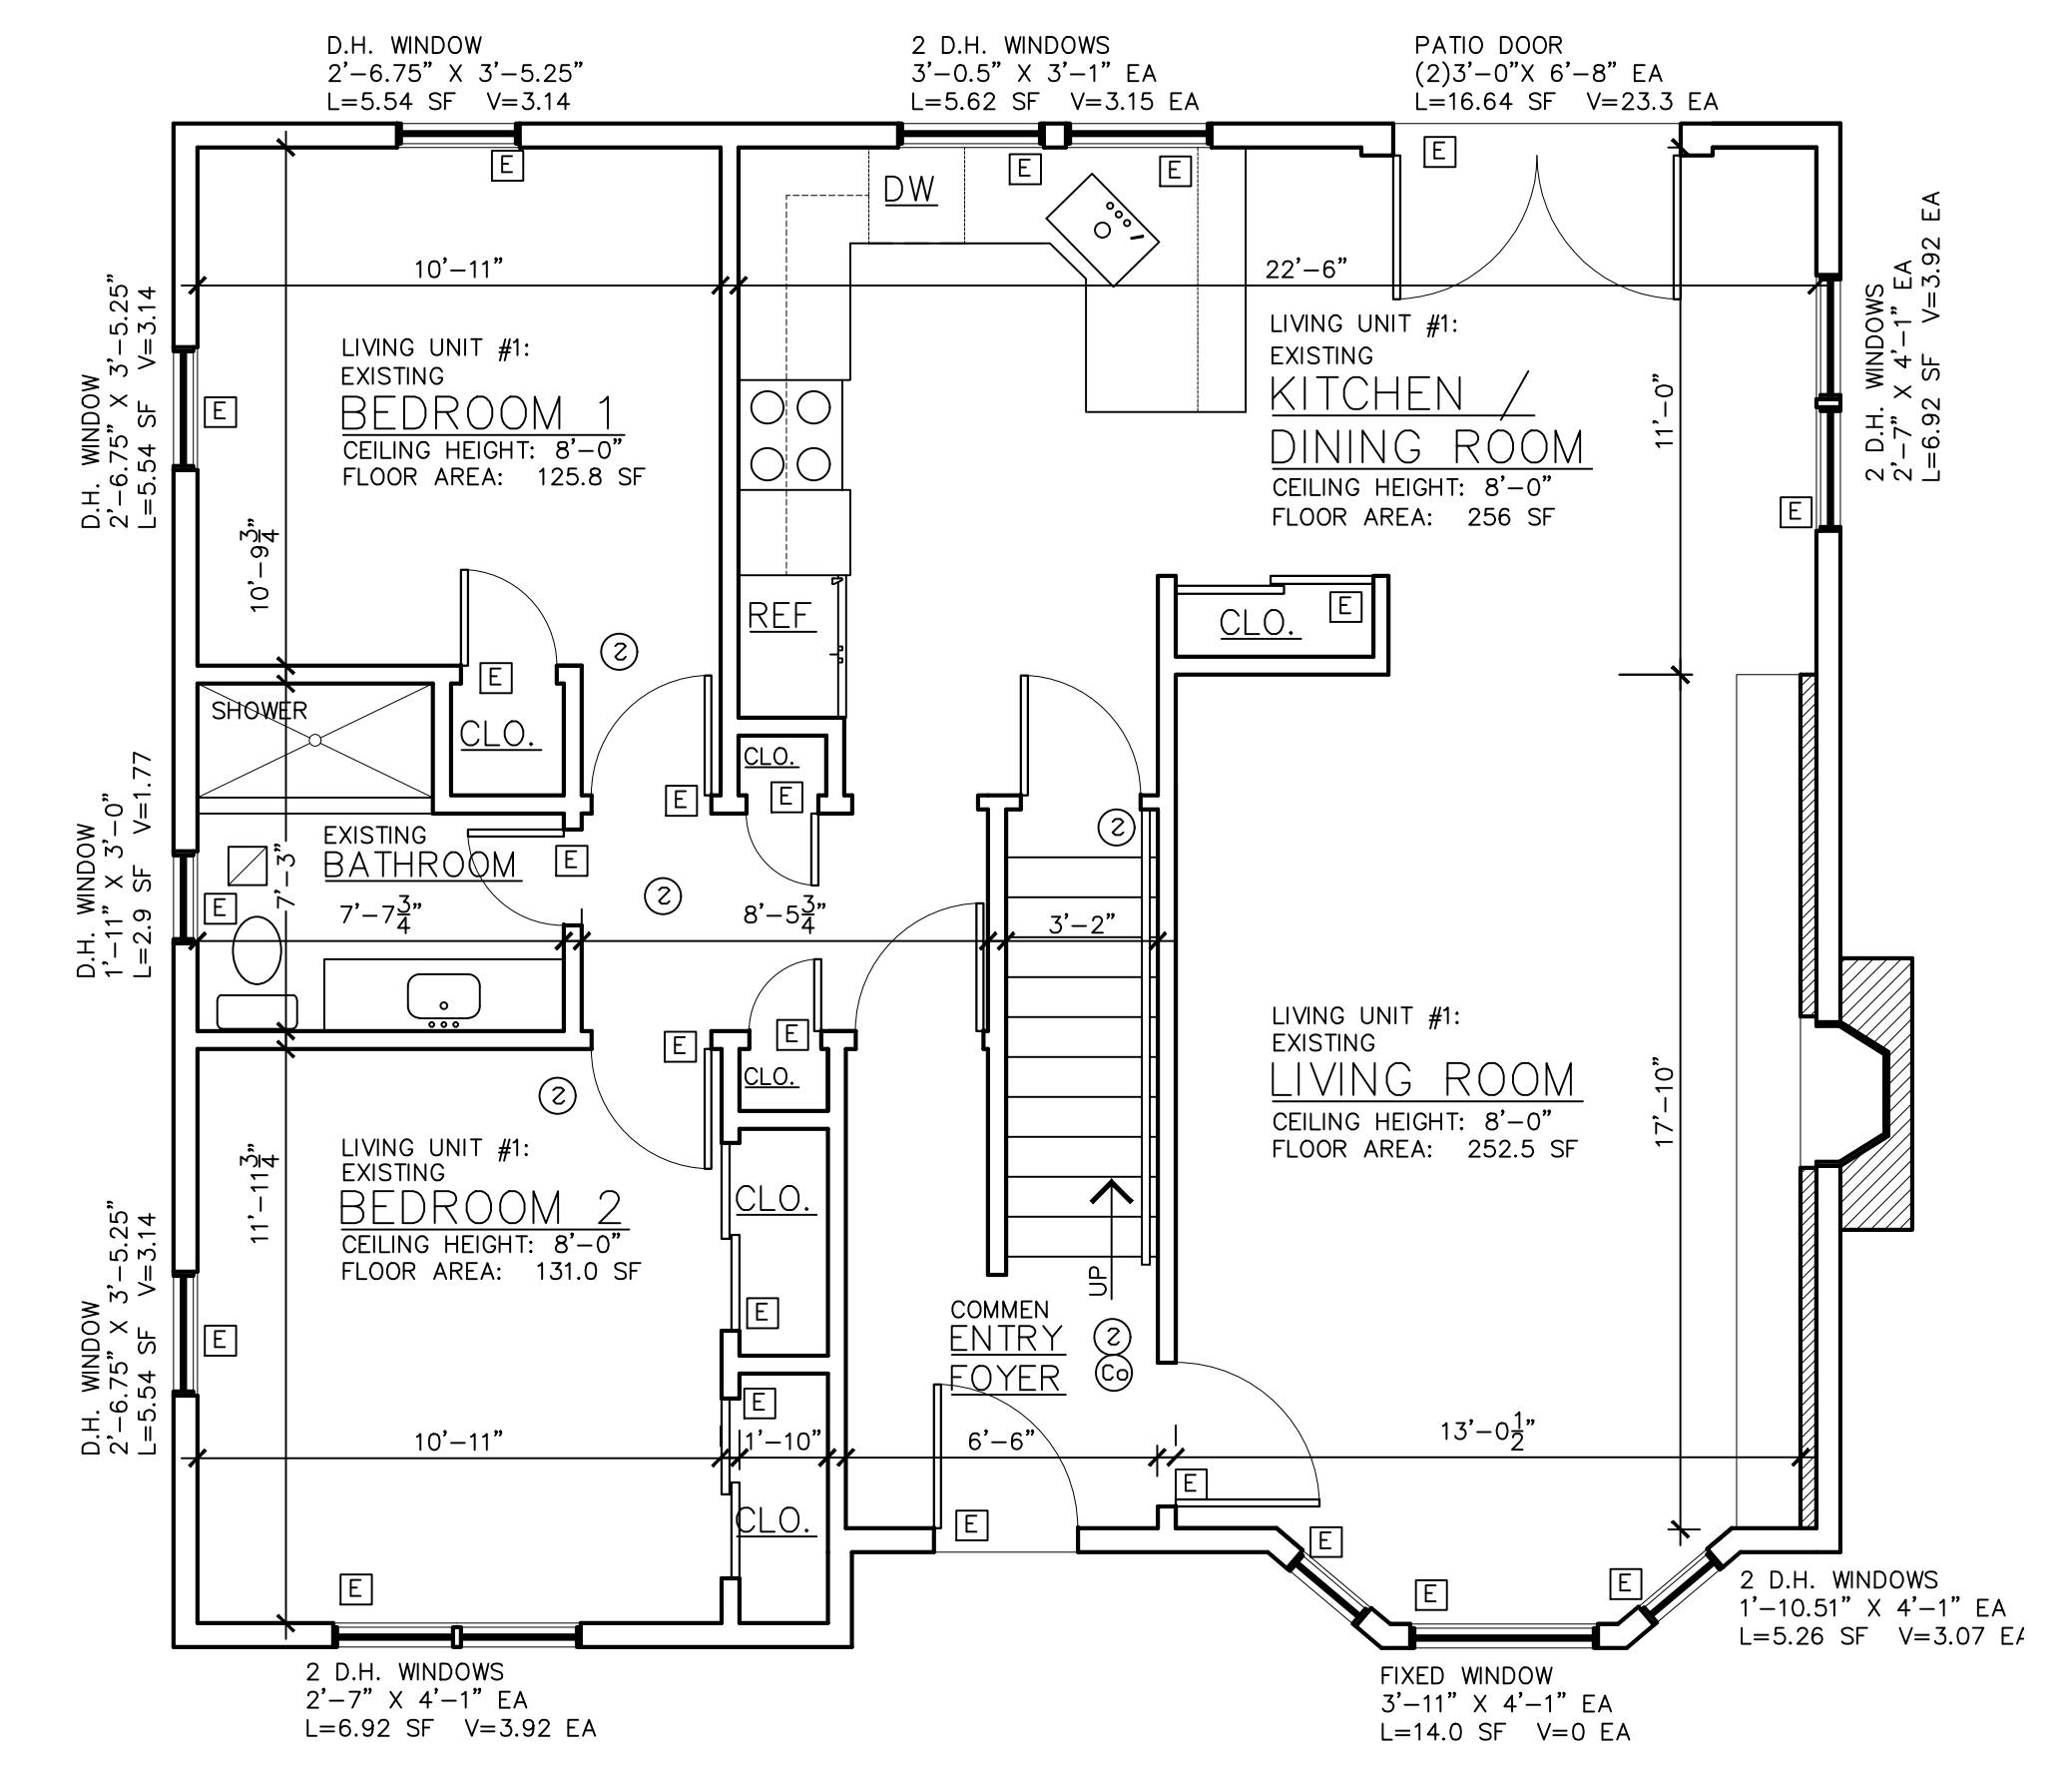 D.H. WINDOW
2'-6.75" X 3'-5.25"
L=5.54 SF V=3.14
2 D.H. WINDOWS
3'-0.5" X 3'-1" EA
L=5.62 SF V=3.15 EA
PATIO DOOR
(2)3'-0"X 6'-8" EA
L=16.64 SF V=23.3 EA
E
E
E
E
DW
10'-11"
22'-6"
D.H. WINDOW
2'-6.75" X 3'-5.25"
L=5.54 SF V=3.14
E
LIVING UNIT #1:
EXISTING
BEDROOM 1
CEILING HEIGHT: 8'-0"
FLOOR AREA: 125.8 SF
10'-9 3/4"
LIVING UNIT #1:
EXISTING
KITCHEN /
DINING ROOM
CEILING HEIGHT: 8'-0"
FLOOR AREA: 256 SF
11'-0"
2 D.H. WINDOWS
2'-7" X 4'-1" EA
L=6.92 SF V=3.92 EA
E
REF
CLO.
E
S
E
CLO.
SHOWER
CLO.
E
E
S
D.H. WINDOW
1'-11" X 3'-0"
L=2.9 SF V=1.77
E
EXISTING
BATHROOM
E
7'-3"
7'-7 3/4"
S
8'-5 3/4"
3'-2"
E
E
CLO.
S
LIVING UNIT #1:
EXISTING
LIVING ROOM
CEILING HEIGHT: 8'-0"
FLOOR AREA: 252.5 SF
17'-10"
D.H. WINDOW
2'-6.75" X 3'-5.25"
L=5.54 SF V=3.14
E
11'-11 3/4"
LIVING UNIT #1:
EXISTING
BEDROOM 2
CEILING HEIGHT: 8'-0"
FLOOR AREA: 131.0 SF
CLO.
E
E
CLO.
UP
COMMEN
ENTRY
FOYER
S
Co
10'-11"
1'-10"
6'-6"
13'-0 1/2"
E
E
E
E
E
E
2 D.H. WINDOWS
2'-7" X 4'-1" EA
L=6.92 SF V=3.92 EA
FIXED WINDOW
3'-11" X 4'-1" EA
L=14.0 SF V=0 EA
2 D.H. WINDOWS
1'-10.51" X 4'-1" EA
L=5.26 SF V=3.07 EA